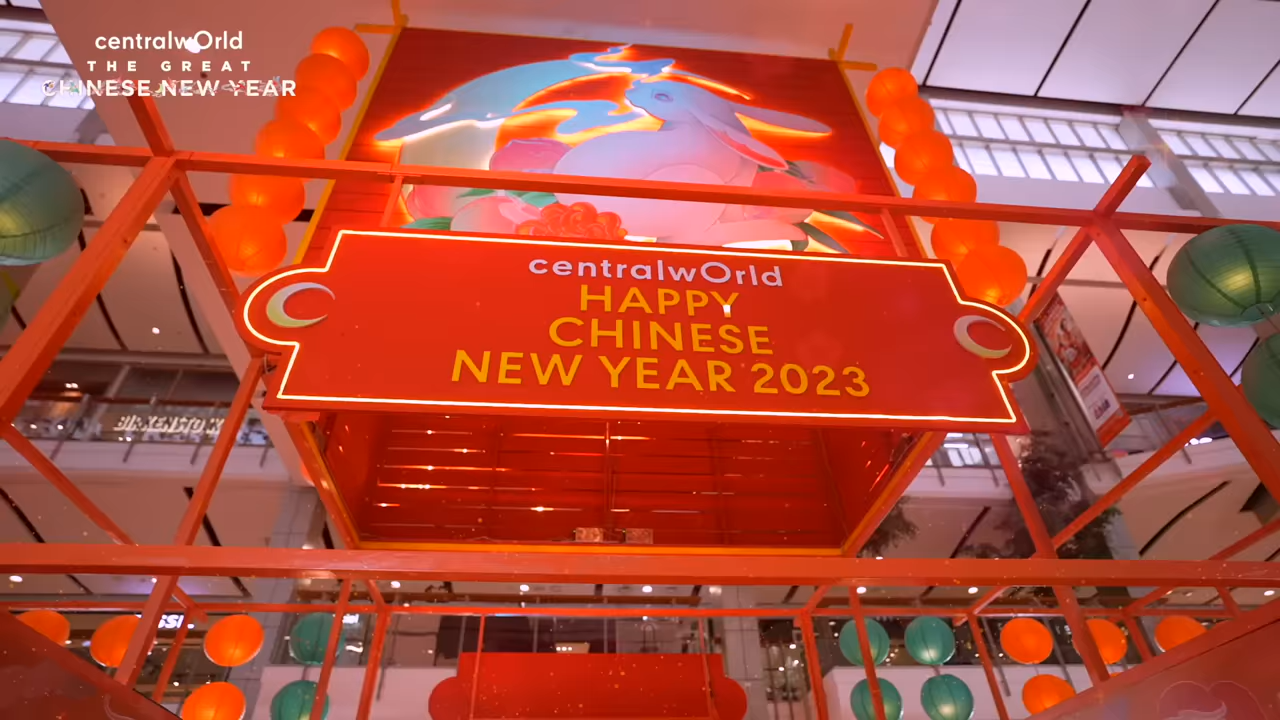 centralwOrld
THE GREAT
CHINESE NEW YEAR
centralwOrld
HAPPY
CHINESE
NEW YEAR 2023
BIRKENSTOCK